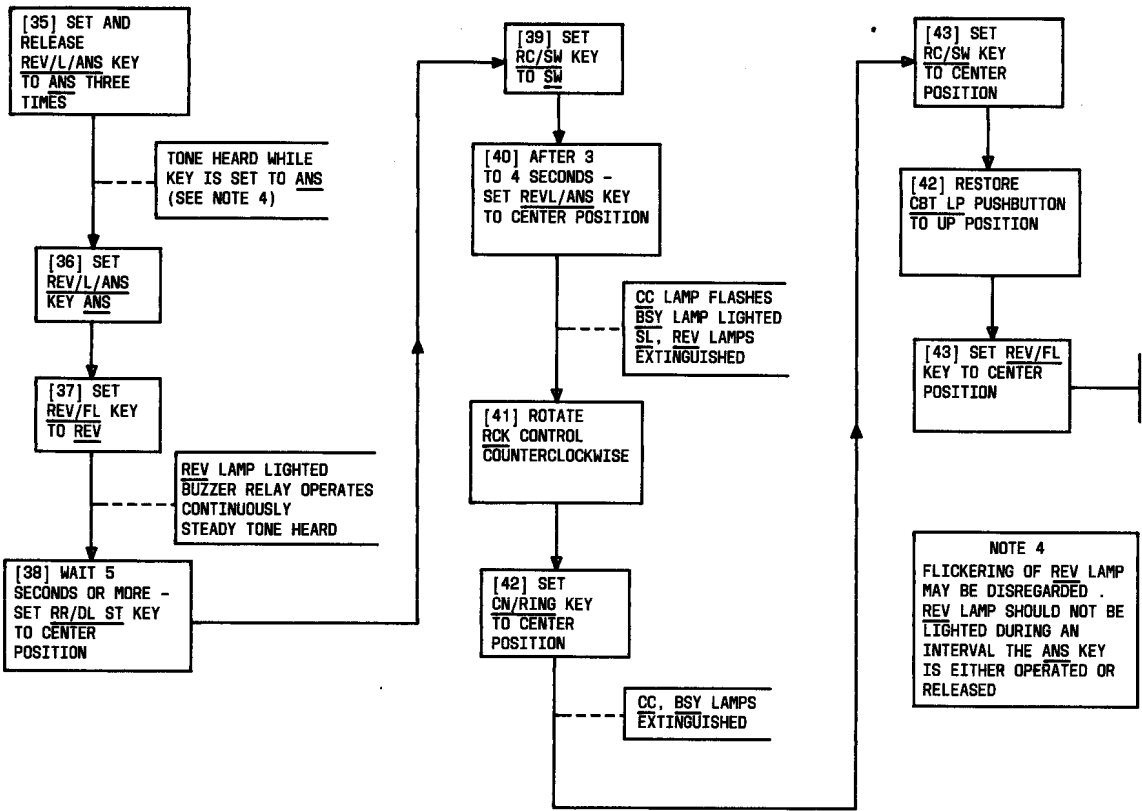 [35] SET AND
RELEASE
REV/L/ANS KEY
TO ANS THREE
TIMES
TONE HEARD WHILE
KEY IS SET TO ANS
(SEE NOTE 4)
[36] SET
REV/L/ANS
KEY ANS
[37] SET
REV/FL KEY
TO REV
REV LAMP LIGHTED
BUZZER RELAY OPERATES
CONTINUOUSLY
STEADY TONE HEARD
[38] WAIT 5
SECONDS OR MORE -
SET RR/DL ST KEY
TO CENTER
POSITION
[39] SET
RC/SW KEY
TO SW
[40] AFTER 3
TO 4 SECONDS -
SET REVL/ANS KEY
TO CENTER POSITION
CC LAMP FLASHES
BSY LAMP LIGHTED
SL, REV LAMPS
EXTINGUISHED
[41] ROTATE
RCK CONTROL
COUNTERCLOCKWISE
[42] SET
CN/RING KEY
TO CENTER
POSITION
CC, BSY LAMPS
EXTINGUISHED
[43] SET
RC/SW KEY
TO CENTER
POSITION
[42] RESTORE
CBT LP PUSHBUTTON
TO UP POSITION
[43] SET REV/FL
KEY TO CENTER
POSITION
NOTE 4
FLICKERING OF REV LAMP
MAY BE DISREGARDED .
REV LAMP SHOULD NOT BE
LIGHTED DURING AN
INTERVAL THE ANS KEY
IS EITHER OPERATED OR
RELEASED